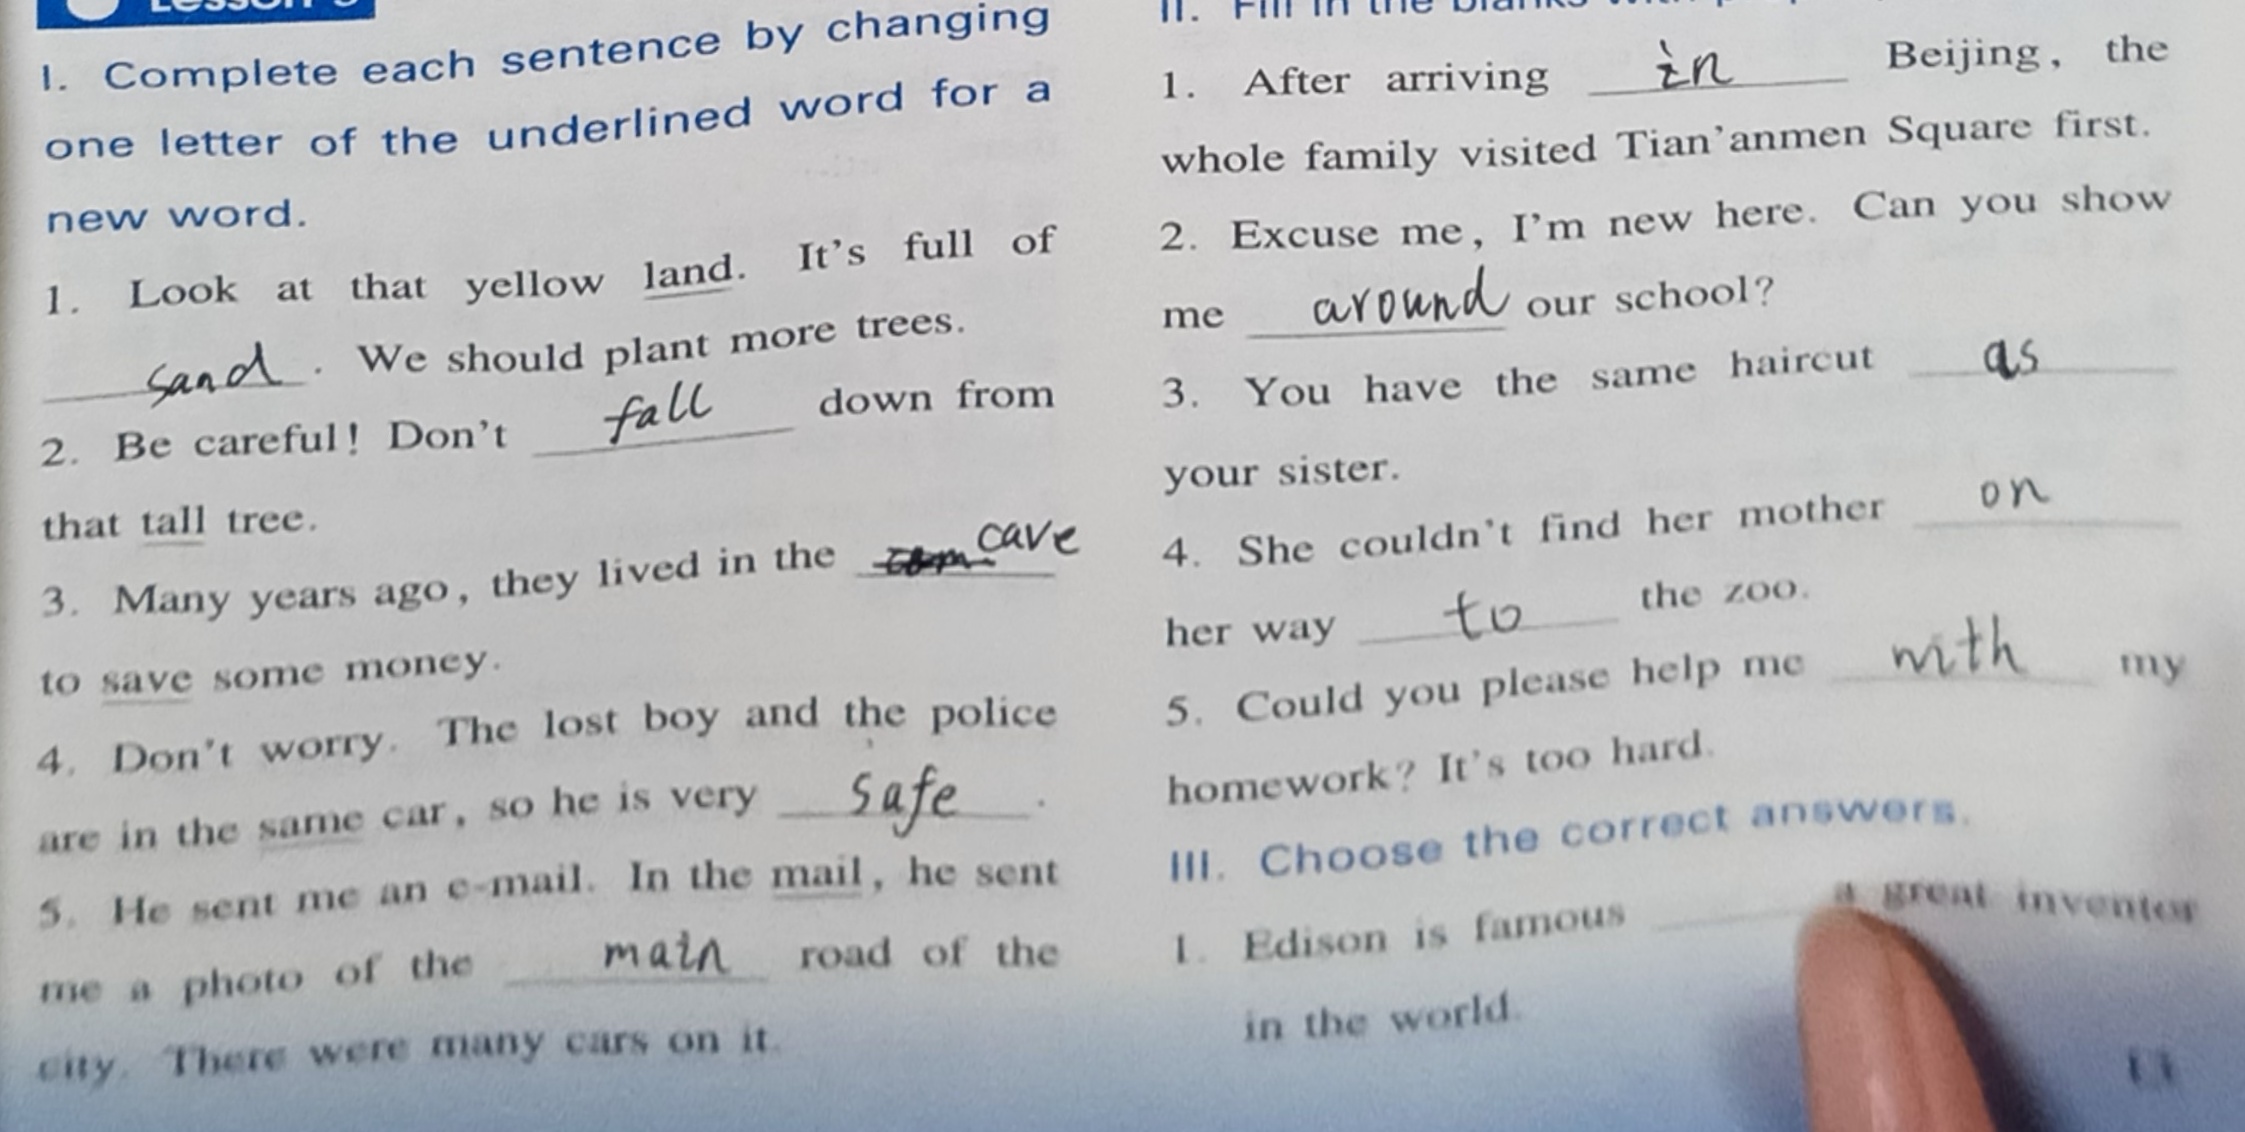 I. Complete each sentence by changing
one letter of the underlined word for a
new word.
1. Look at that yellow land. It's full of
sand. We should plant more trees.
2. Be careful! Don't fall down from
that tall tree.
3. Many years ago, they lived in the cave
to save some money.
4. Don't worry. The lost boy and the police
are in the same car, so he is very safe.
5. He sent me an e-mail. In the mail, he sent
me a photo of the main road of the
city. There were many cars on it.
1. After arriving in Beijing, the
whole family visited Tian'anmen Square first.
2. Excuse me, I'm new here. Can you show
me around our school?
3. You have the same haircut as
your sister.
4. She couldn't find her mother on
her way to the zoo.
5. Could you please help me with my
homework? It's too hard.
III. Choose the correct answers.
1. Edison is famous ____ a great inventor
in the world.
11